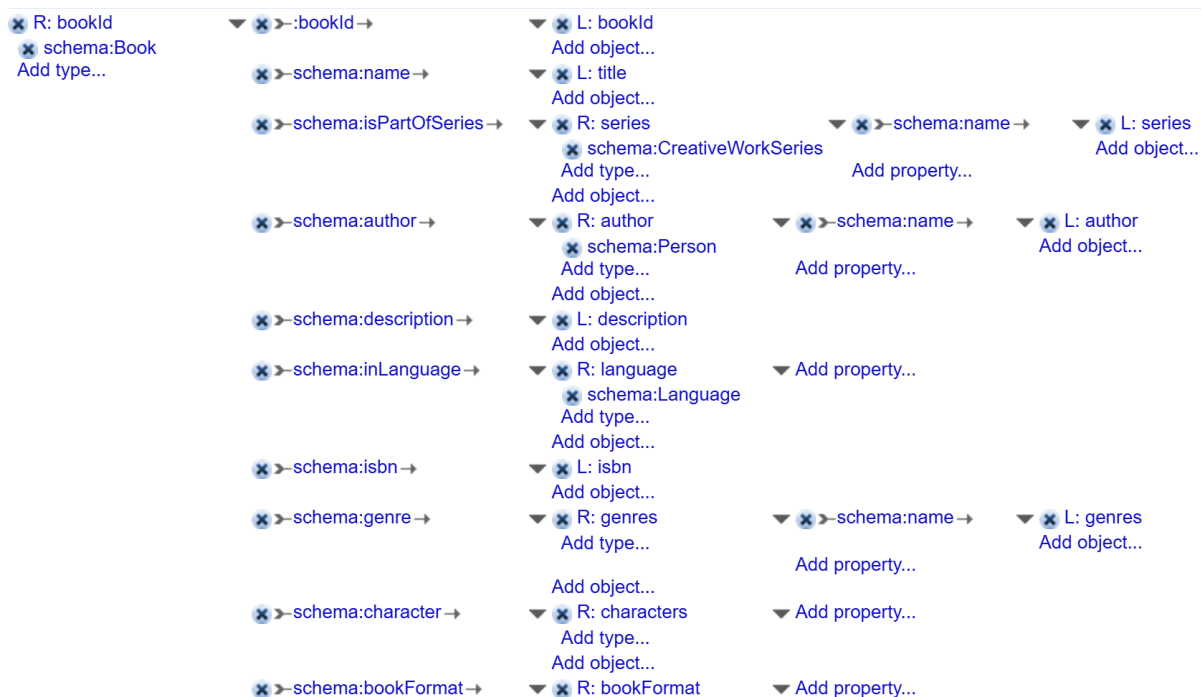 R: bookId :bookId L: bookId
schema:Book Add object...
Add type... schema:name L: title
Add object...
schema:isPartOfSeries R: series schema:name L: series
schema:CreativeWorkSeries Add object...
Add type... Add property...
Add object...
schema:author R: author schema:name L: author
schema:Person Add object...
Add type... Add property...
Add object...
schema:description L: description
Add object...
schema:inLanguage R: language Add property...
schema:Language
Add type...
Add object...
schema:isbn L: isbn
Add object...
schema:genre R: genres schema:name L: genres
Add type... Add object...
Add property...
Add object...
schema:character R: characters Add property...
Add type...
Add object...
schema:bookFormat R: bookFormat Add property...